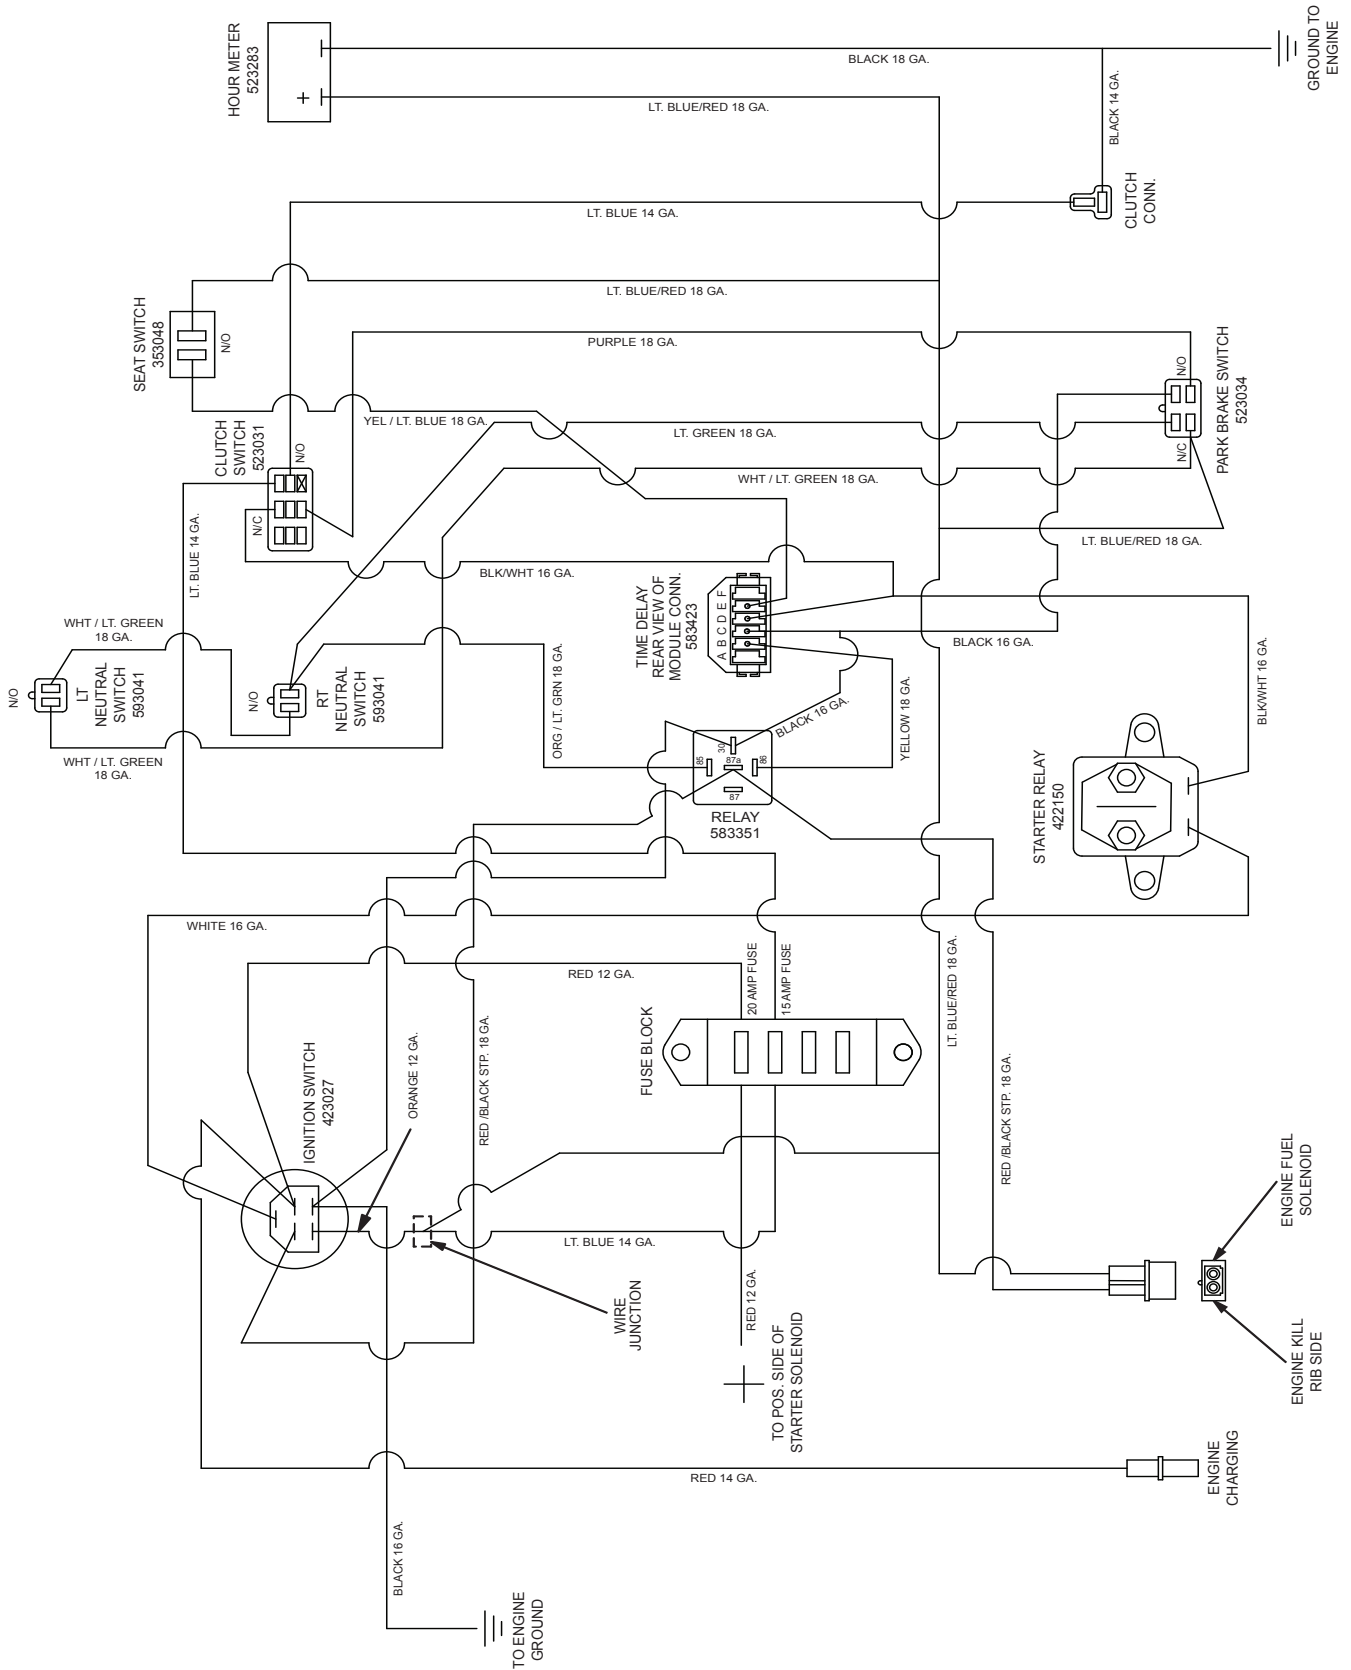 HOUR METER
523283
+
BLACK 18 GA.
LT. BLUE/RED 18 GA.
BLACK 14 GA.
GROUND TO
ENGINE
CLUTCH
CONN.
LT. BLUE 14 GA.
SEAT SWITCH
353048
N/O
LT. BLUE/RED 18 GA.
PURPLE 18 GA.
YEL / LT. BLUE 18 GA.
LT. GREEN 18 GA.
WHT / LT. GREEN 18 GA.
N/O
N/C
PARK BRAKE SWITCH
523034
LT. BLUE/RED 18 GA.
CLUTCH
SWITCH
523031
N/O
N/C
LT. BLUE 14 GA.
BLK/WHT 16 GA.
WHT / LT. GREEN
18 GA.
N/O
LT
NEUTRAL
SWITCH
593041
WHT / LT. GREEN
18 GA.
N/O
RT
NEUTRAL
SWITCH
593041
ORG / LT. GRN 18 GA.
TIME DELAY
REAR VIEW OF
MODULE CONN.
583423
A B C D E F
BLACK 16 GA.
BLACK 16 GA.
YELLOW 18 GA.
BLK/WHT 16 GA.
30
85
87a
86
87
RELAY
583351
STARTER RELAY
422150
WHITE 16 GA.
RED 12 GA.
20 AMP FUSE
15 AMP FUSE
FUSE BLOCK
LT. BLUE/RED 18 GA.
RED /BLACK STP. 18 GA.
IGNITION SWITCH
423027
ORANGE 12 GA.
RED /BLACK STP. 18 GA.
LT. BLUE 14 GA.
WIRE
JUNCTION
RED 12 GA.
TO POS. SIDE OF
STARTER SOLENOID
ENGINE FUEL
SOLENOID
ENGINE KILL
RIB SIDE
RED 14 GA.
ENGINE
CHARGING
BLACK 16 GA.
TO ENGINE
GROUND